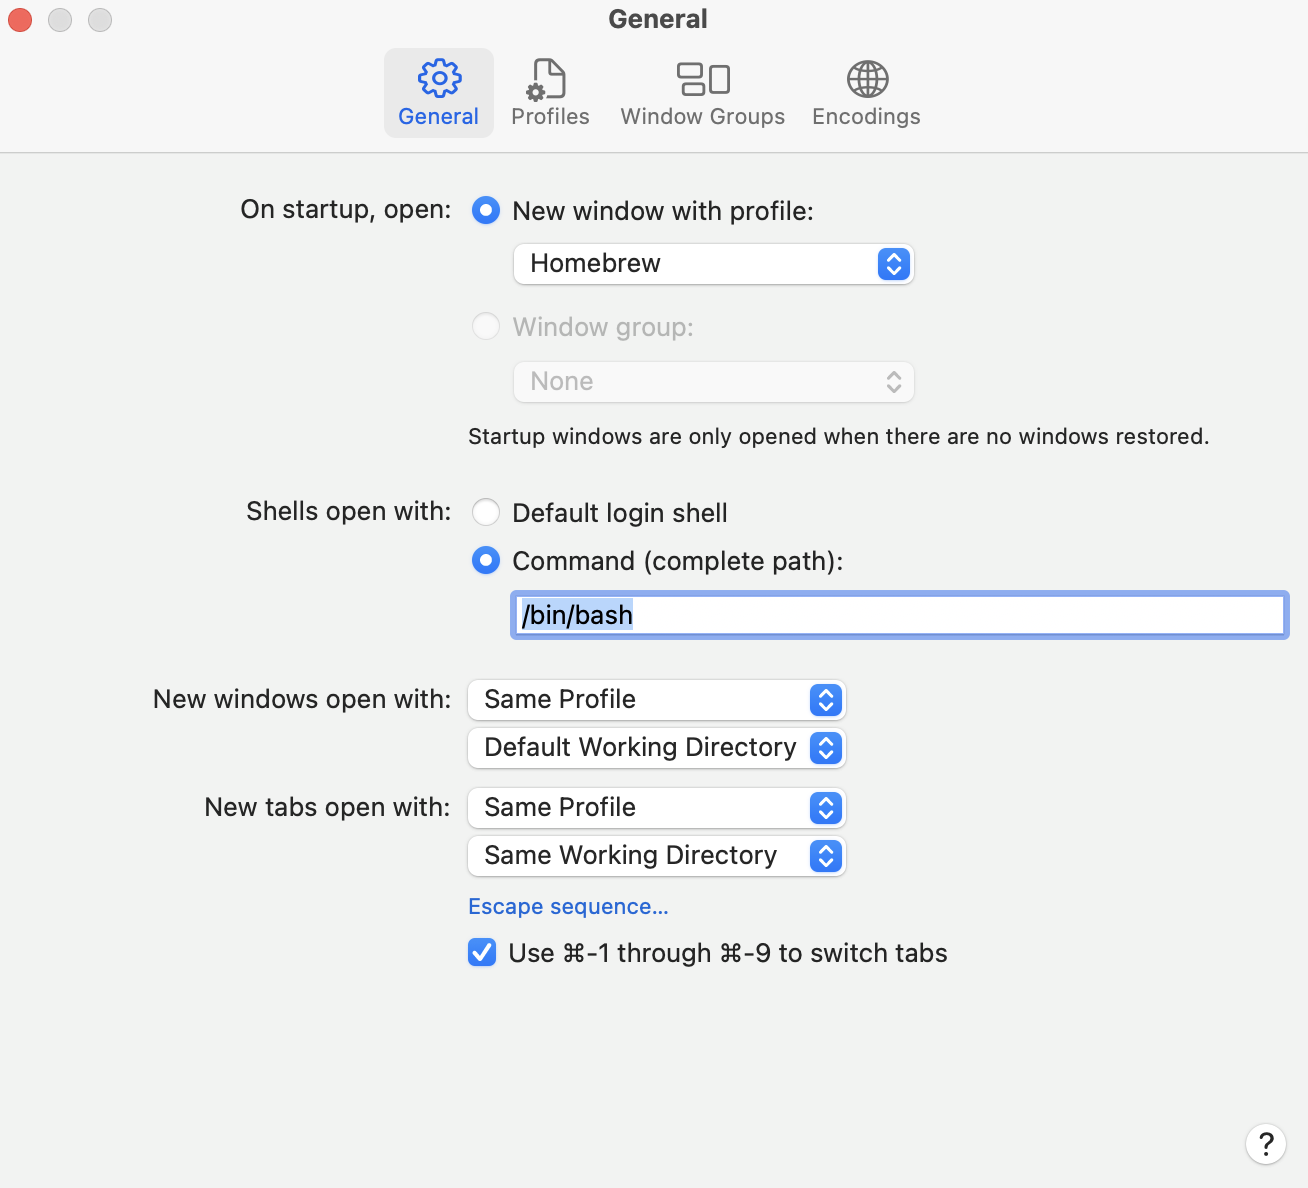 General
General Profiles Window Groups Encodings
On startup, open: New window with profile:
Homebrew
Window group:
None
Startup windows are only opened when there are no windows restored.
Shells open with: Default login shell
Command (complete path):
/bin/bash
New windows open with: Same Profile
Default Working Directory
New tabs open with: Same Profile
Same Working Directory
Escape sequence...
Use ⌘-1 through ⌘-9 to switch tabs
?